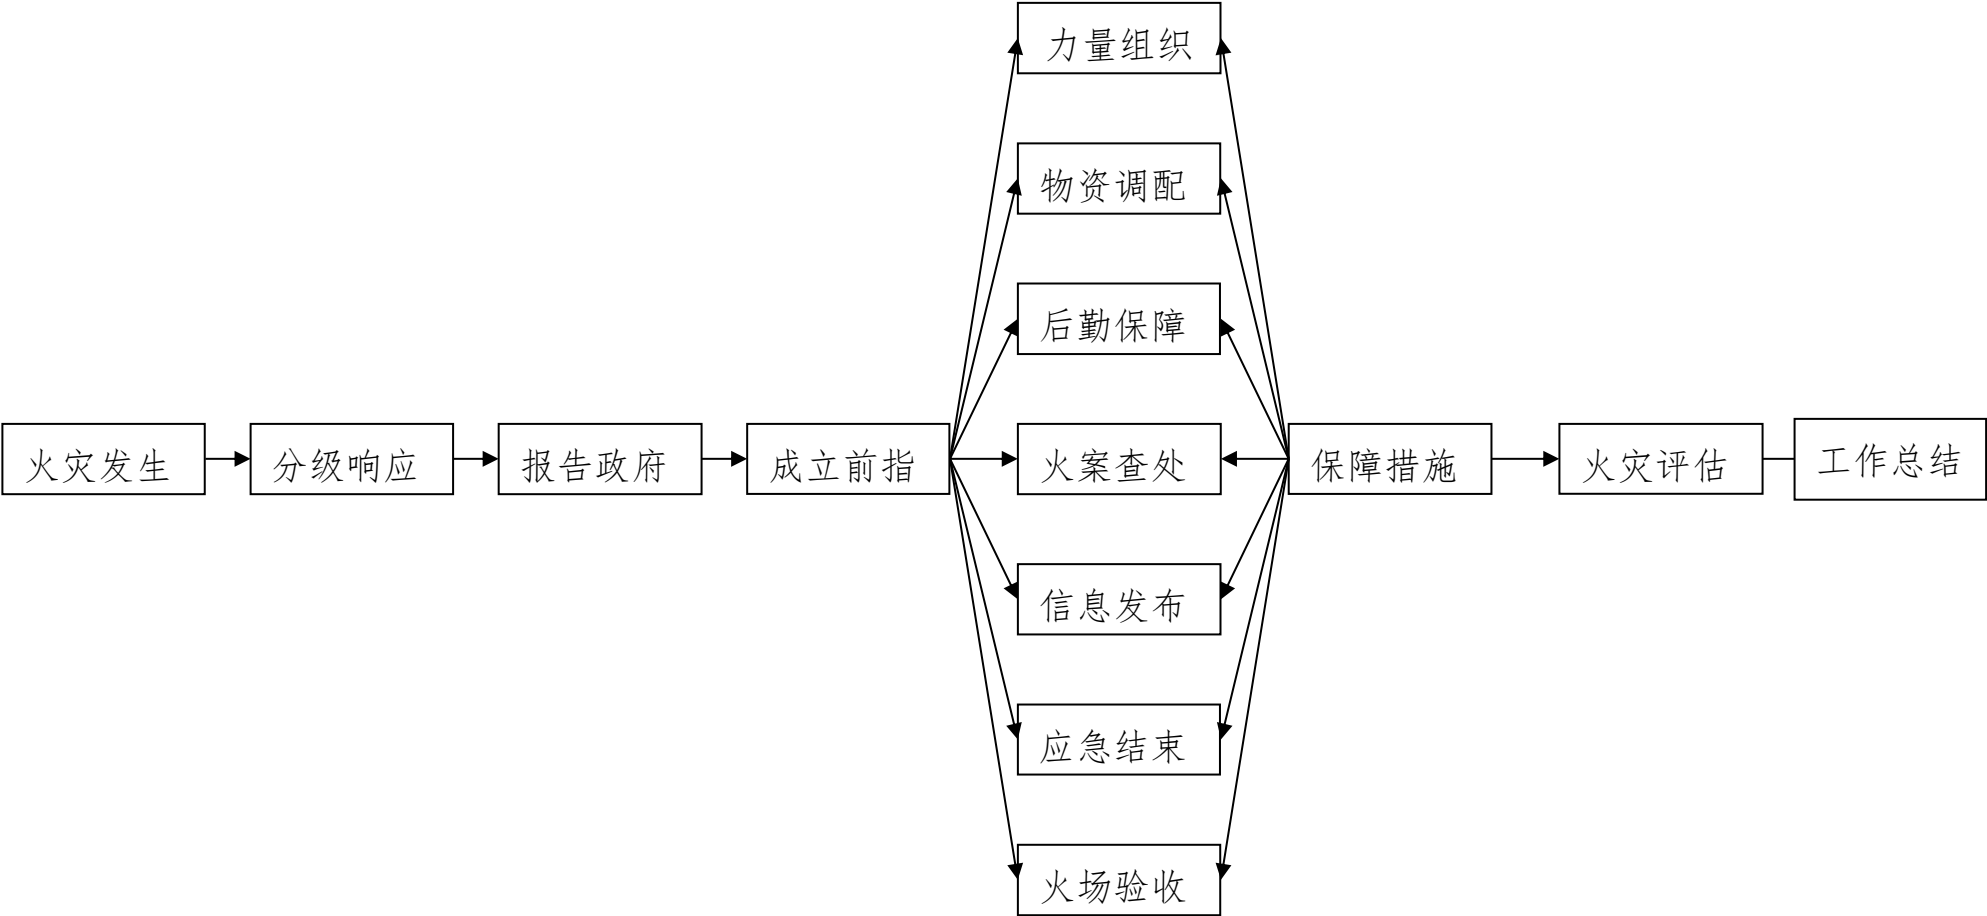 力量组织
物资调配
后勤保障
火灾发生
分级响应
报告政府
成立前指
火案查处
保障措施
火灾评估
工作总结
信息发布
应急结束
火场验收